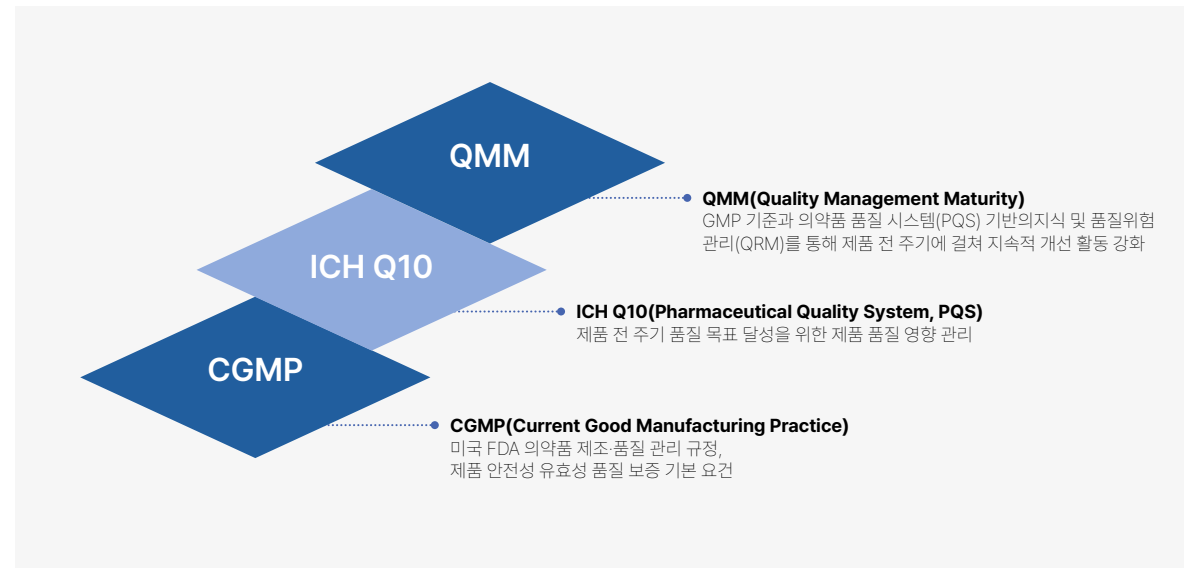 QMM
QMM(Quality Management Maturity)
GMP 기준과 의약품 품질 시스템(PQS) 기반의지식 및 품질위험
관리(QRM)를 통해 제품 전 주기에 걸쳐 지속적 개선 활동 강화
ICH Q10
ICH Q10(Pharmaceutical Quality System, PQS)
제품 전 주기 품질 목표 달성을 위한 제품 품질 영향 관리
CGMP
CGMP(Current Good Manufacturing Practice)
미국 FDA 의약품 제조·품질 관리 규정,
제품 안전성 유효성 품질 보증 기본 요건